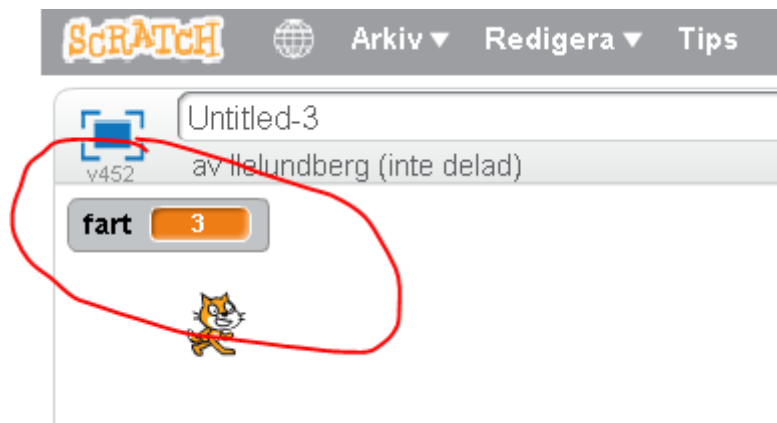 SCRATCH Arkiv Redigera Tips
Untitled-3
v452 av llelundberg (inte delad)
fart 3